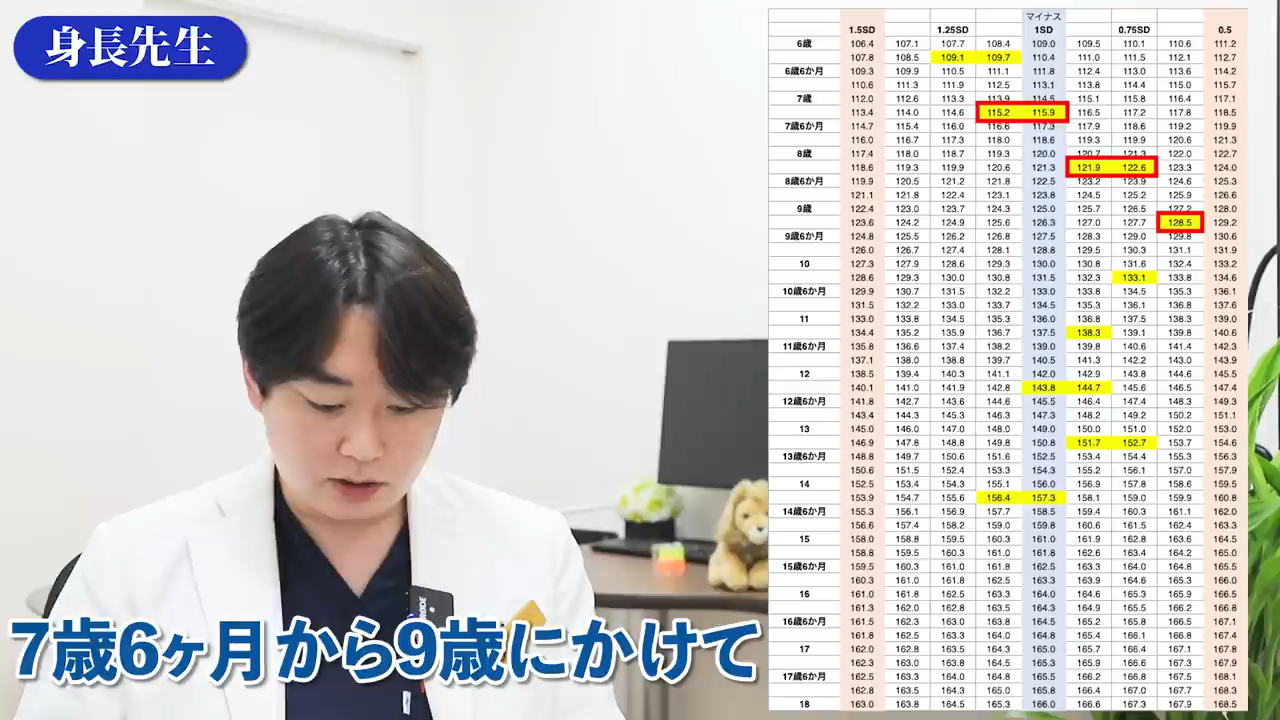 身長先生
マイナス
1.5SD 1.25SD 1SD 0.75SD 0.5
6歳 106.4 107.1 107.7 108.4 109.0 109.5 110.1 110.6 111.2
107.8 108.5 109.1 109.7 110.4 111.0 111.5 112.1 112.7
6歳6か月 109.3 109.9 110.5 111.1 111.8 112.4 113.0 113.6 114.2
110.6 111.3 111.9 112.5 113.1 113.8 114.4 115.0 115.7
7歳 112.0 112.6 113.3 113.9 114.5 115.1 115.8 116.4 117.1
113.4 114.0 114.6 115.2 115.9 116.5 117.2 117.8 118.5
7歳6か月 114.7 115.4 116.0 116.6 117.3 117.9 118.6 119.2 119.9
116.0 116.7 117.3 118.0 118.6 119.3 119.9 120.6 121.3
8歳 117.4 118.0 118.7 119.3 120.0 120.7 121.3 122.0 122.7
118.6 119.3 119.9 120.6 121.3 121.9 122.6 123.3 124.0
8歳6か月 119.9 120.5 121.2 121.8 122.5 123.2 123.9 124.6 125.3
121.1 121.8 122.4 123.1 123.8 124.5 125.2 125.9 126.6
9歳 122.4 123.0 123.7 124.3 125.0 125.7 126.5 127.2 128.0
123.6 124.2 124.9 125.6 126.3 127.0 127.7 128.5 129.2
9歳6か月 124.8 125.5 126.2 126.8 127.5 128.3 129.0 129.8 130.6
126.0 126.7 127.4 128.1 128.8 129.5 130.3 131.1 131.9
10 127.3 127.9 128.6 129.3 130.0 130.8 131.6 132.4 133.2
128.6 129.3 130.0 130.8 131.5 132.3 133.1 133.8 134.6
10歳6か月 129.9 130.7 131.5 132.2 133.0 133.8 134.5 135.3 136.1
131.5 132.2 133.0 133.7 134.5 135.3 136.1 136.8 137.6
11 133.0 133.8 134.5 135.3 136.0 136.8 137.5 138.3 139.0
134.4 135.2 135.9 136.7 137.5 138.3 139.1 139.8 140.6
11歳6か月 135.8 136.6 137.4 138.2 139.0 139.8 140.6 141.4 142.3
137.1 138.0 138.8 139.7 140.5 141.3 142.2 143.0 143.9
12 138.5 139.4 140.3 141.1 142.0 142.9 143.8 144.6 145.5
140.1 141.0 141.9 142.8 143.8 144.7 145.6 146.5 147.4
12歳6か月 141.8 142.7 143.6 144.6 145.5 146.4 147.4 148.3 149.3
143.4 144.3 145.3 146.3 147.3 148.2 149.2 150.2 151.1
13 145.0 146.0 147.0 148.0 149.0 150.0 151.0 152.0 153.0
146.9 147.8 148.8 149.8 150.8 151.7 152.7 153.7 154.6
13歳6か月 148.8 149.7 150.6 151.6 152.5 153.4 154.4 155.3 156.3
150.6 151.5 152.4 153.3 154.3 155.2 156.1 157.0 157.9
14 152.5 153.4 154.3 155.1 156.0 156.9 157.8 158.6 159.5
153.9 154.7 155.6 156.4 157.3 158.1 159.0 159.9 160.8
14歳6か月 155.3 156.1 156.9 157.7 158.5 159.4 160.3 161.1 162.0
156.6 157.4 158.2 159.0 159.8 160.6 161.5 162.4 163.3
15 158.0 158.8 159.5 160.3 161.0 161.9 162.8 163.6 164.5
158.8 159.5 160.3 161.0 161.8 162.6 163.4 164.2 165.0
15歳6か月 159.5 160.3 161.0 161.8 162.5 163.3 164.0 164.8 165.5
160.3 161.0 161.8 162.5 163.3 163.9 164.6 165.3 166.0
16 161.0 161.8 162.5 163.3 164.0 164.6 165.3 165.9 166.5
161.3 162.0 162.8 163.5 164.3 164.9 165.5 166.2 166.8
16歳6か月 161.5 162.3 163.0 163.8 164.5 165.2 165.8 166.5 167.1
161.8 162.5 163.3 164.0 164.8 165.4 166.1 166.8 167.4
17 162.0 162.8 163.5 164.3 165.0 165.7 166.4 167.1 167.8
162.3 163.0 163.8 164.5 165.3 165.9 166.6 167.3 167.9
17歳6か月 162.5 163.3 164.0 164.8 165.5 166.2 166.8 167.5 168.1
162.8 163.5 164.3 165.0 165.8 166.4 167.0 167.7 168.3
18 163.0 163.8 164.5 165.3 166.0 166.6 167.3 167.9 168.5
7歳6ヶ月から9歳にかけて